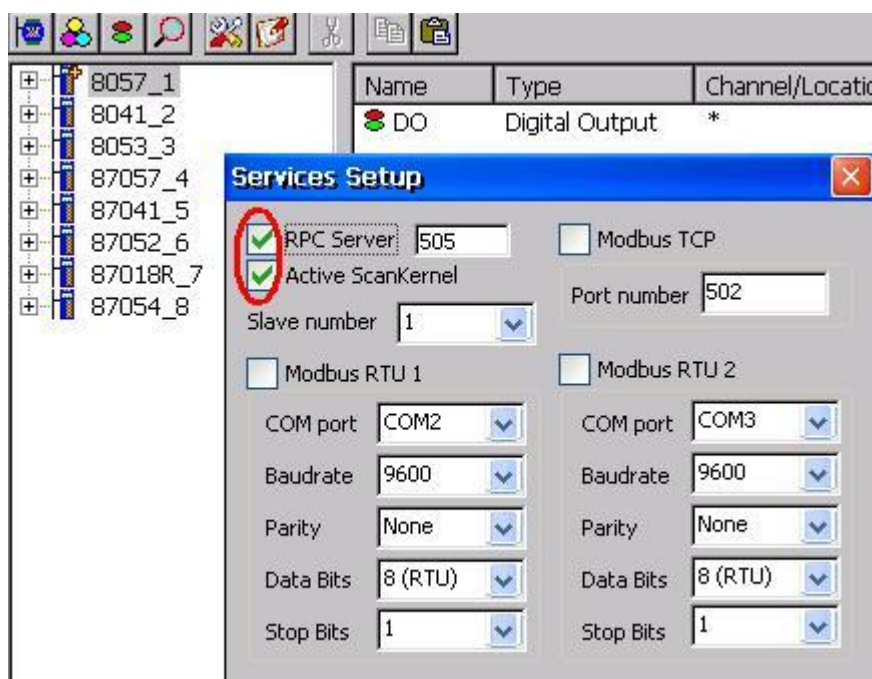 8057_1
8041_2
8053_3
87057_4
87041_5
87052_6
87018R_7
87054_8
Name Type Channel/Locatio
DO Digital Output *
Services Setup
RPC Server 505
Active ScanKernel
Slave number 1
Modbus TCP
Port number 502
Modbus RTU 1
COM port COM2
Baudrate 9600
Parity None
Data Bits 8 (RTU)
Stop Bits 1
Modbus RTU 2
COM port COM3
Baudrate 9600
Parity None
Data Bits 8 (RTU)
Stop Bits 1